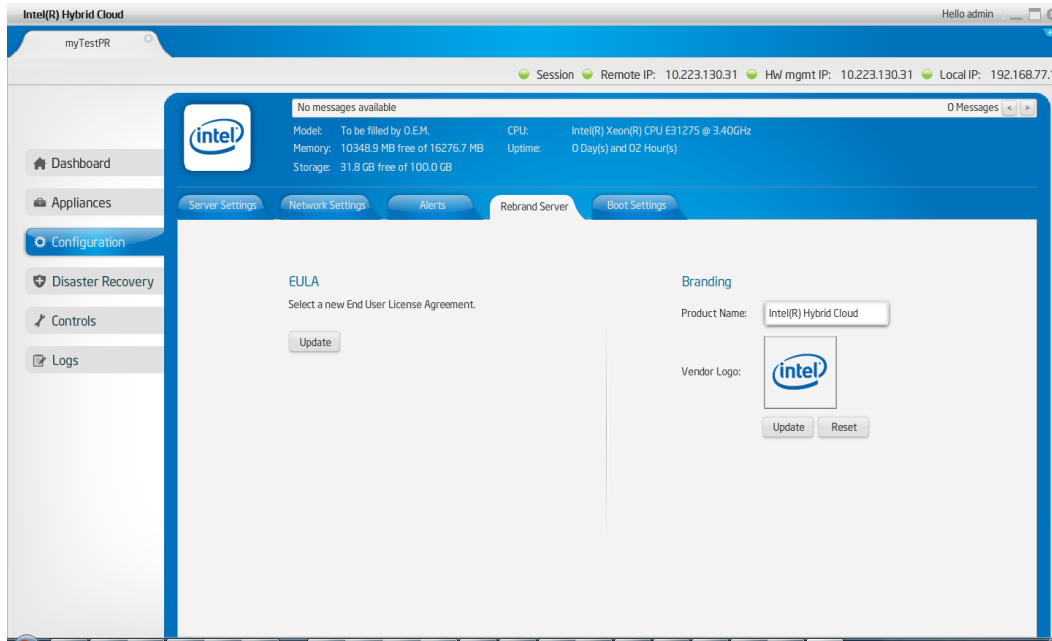 Intel(R) Hybrid Cloud
Hello admin
myTestPR
Session Remote IP: 10.223.130.31 HW mgmt IP: 10.223.130.31 Local IP: 192.168.77.
No messages available
0 Messages < >
intel
Model: To be filled by O.E.M. CPU: Intel(R) Xeon(R) CPU E31275 @ 3.40GHz
Memory: 10348.9 MB free of 16276.7 MB Uptime: 0 Day(s) and 02 Hour(s)
Storage: 31.8 GB free of 100.0 GB
Dashboard
Appliances
Configuration
Disaster Recovery
Controls
Logs
Server Settings Network Settings Alerts Rebrand Server Boot Settings
EULA
Select a new End User License Agreement.
Update
Branding
Product Name: Intel(R) Hybrid Cloud
Vendor Logo: intel
Update Reset